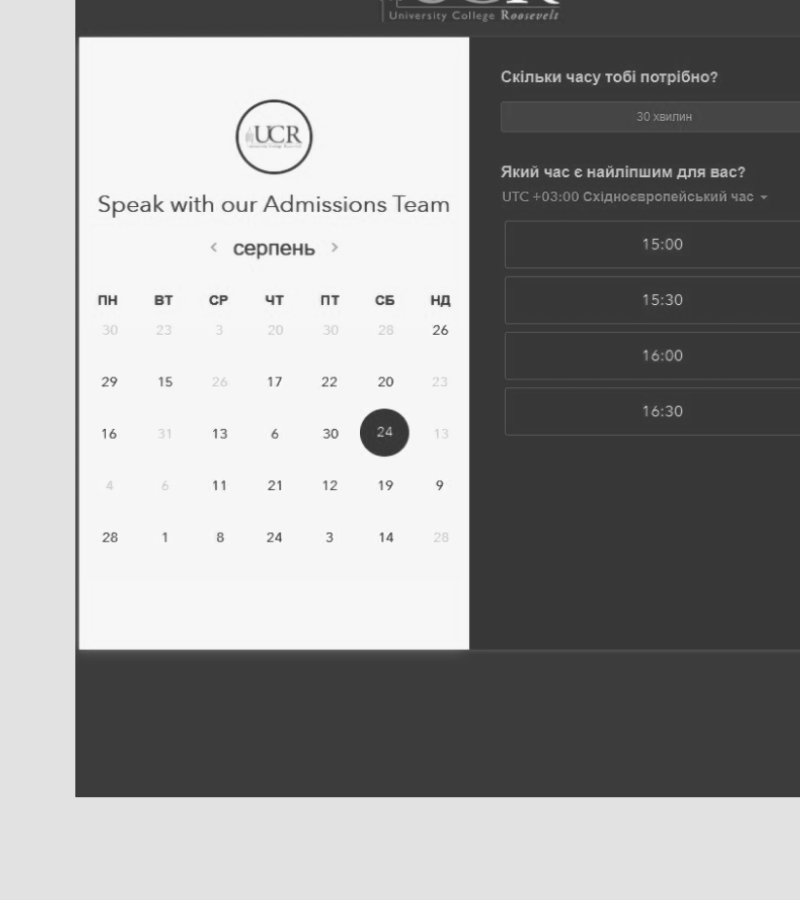 University College Roosevelt
UCR
Speak with our Admissions Team
серпень
ПН ВТ СР ЧТ ПТ СБ НД
30 23 3 20 30 28 26
29 15 26 17 22 20 23
16 31 13 6 30 24 13
4 6 11 21 12 19 9
28 1 8 24 3 14 28
Скільки часу тобі потрібно?
30 хвилин
Який час є найліпшим для вас?
UTC +03:00 Східноєвропейський час
15:00
15:30
16:00
16:30